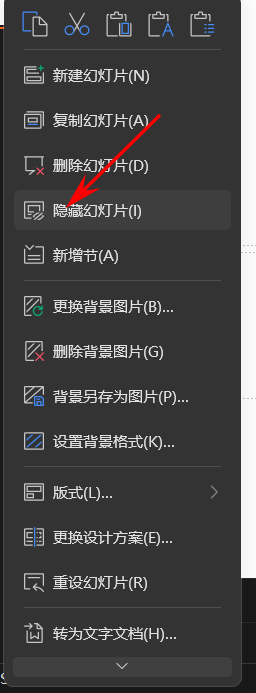 新建幻灯片(N)
复制幻灯片(A)
删除幻灯片(D)
隐藏幻灯片(I)
新增节(A)
更换背景图片(B)...
删除背景图片(G)
背景另存为图片(P)...
设置背景格式(K)...
版式(L)...
更换设计方案(E)...
重设幻灯片(R)
转为文字文档(H)...